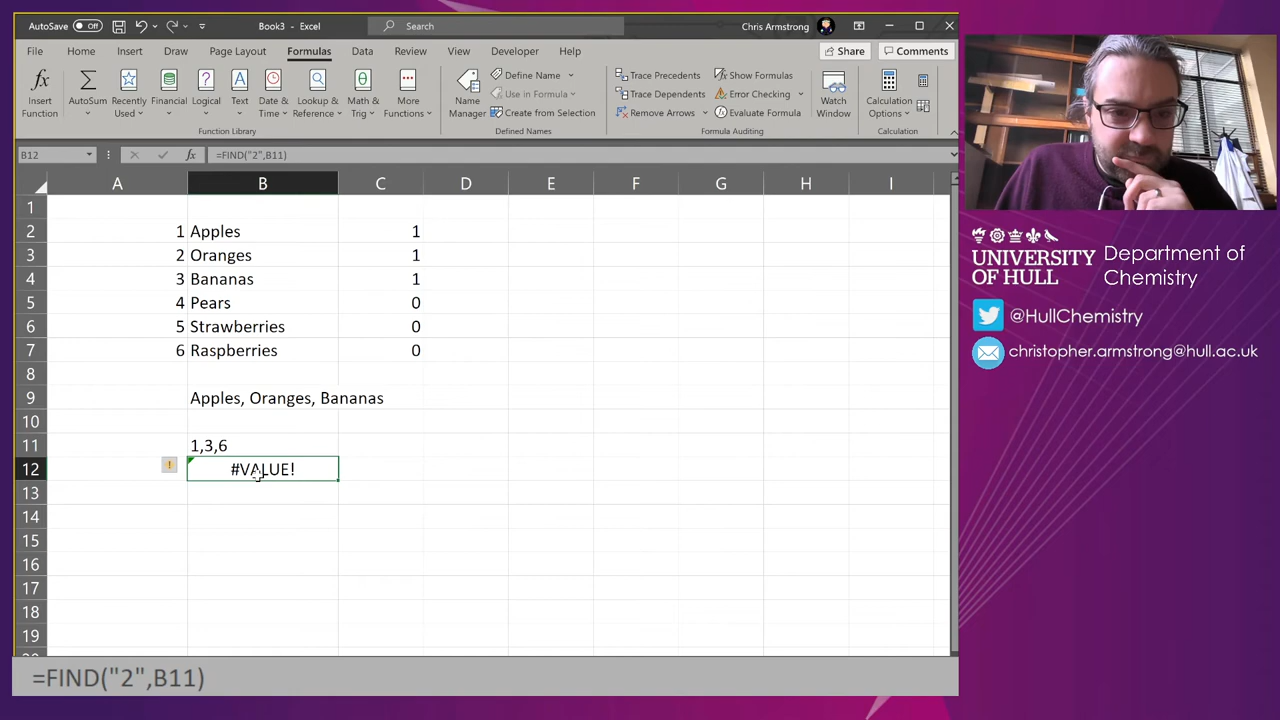 AutoSave Off Book3 - Excel Search Chris Armstrong
File Home Insert Draw Page Layout Formulas Data Review View Developer Help Share Comments
Insert Function
AutoSum
Recently Used
Financial
Logical
Text
Date & Time
Lookup & Reference
Math & Trig
More Functions
Function Library
Name Manager
Define Name
Use in Formula
Create from Selection
Defined Names
Trace Precedents
Trace Dependents
Remove Arrows
Show Formulas
Error Checking
Evaluate Formula
Formula Auditing
Watch Window
Calculation Options
Calculation
B12 fx =FIND("2",B11)
A B C D E F G H I
1
2 1 Apples 1
3 2 Oranges 1
4 3 Bananas 1
5 4 Pears 0
6 5 Strawberries 0
7 6 Raspberries 0
8
9 Apples, Oranges, Bananas
10
11 1,3,6
12 #VALUE!
13
14
15
16
17
18
19
=FIND("2",B11)
UNIVERSITY
OF HULL
Department of
Chemistry
@HullChemistry
christopher.armstrong@hull.ac.uk